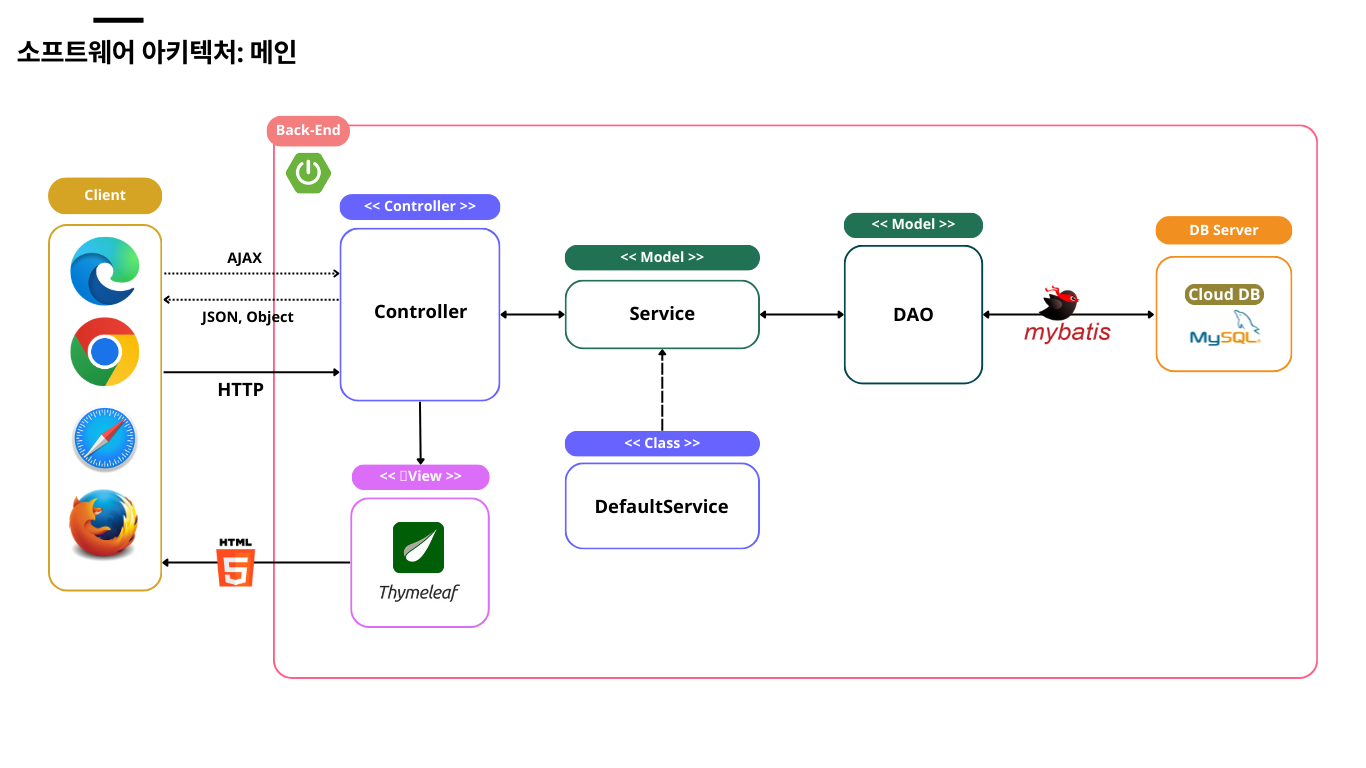 소프트웨어 아키텍처: 메인
Back-End
Client
<< Controller >>
<< Model >>
DB Server
<< Model >>
AJAX
Cloud DB
Controller
Service
DAO
mybatis
MySQL
JSON, Object
HTTP
<< Class >>
<< View >>
DefaultService
HTML
5
Thymeleaf